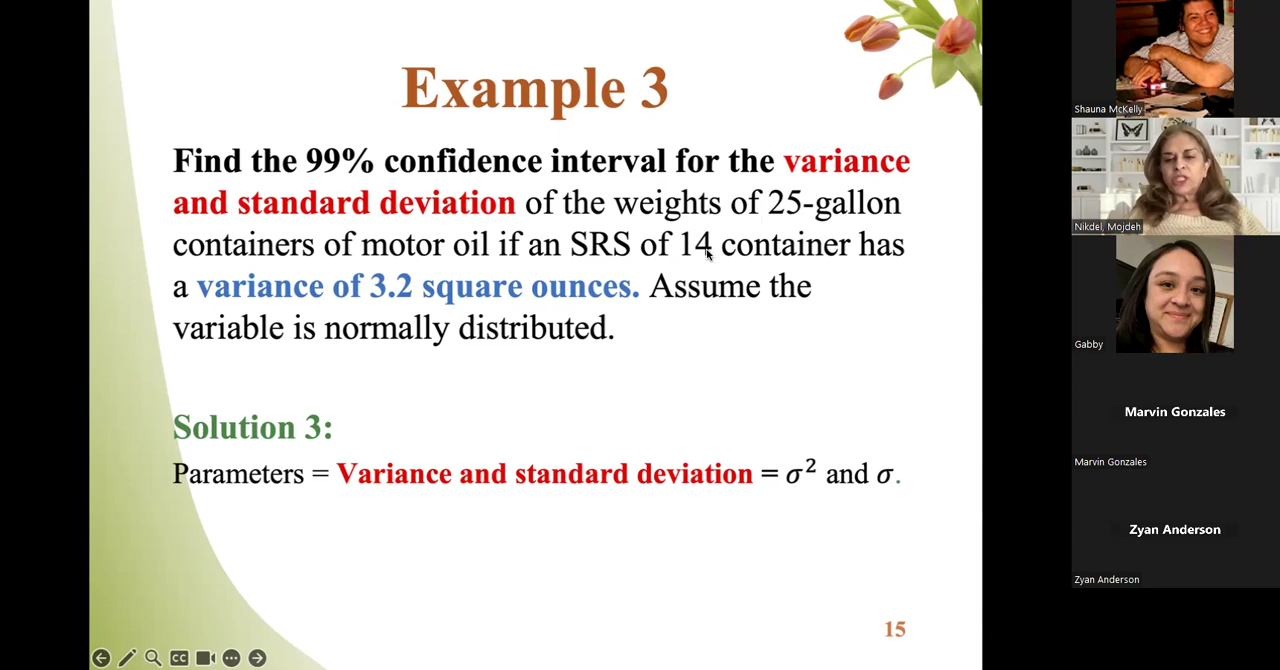 Example 3
Find the 99% confidence interval for the variance
and standard deviation of the weights of 25-gallon
containers of motor oil if an SRS of 14 container has
a variance of 3.2 square ounces. Assume the
variable is normally distributed.
Solution 3:
Parameters = Variance and standard deviation = σ² and σ.
15
CC
Shauna McKelly
Nikdel, Mojdeh
Gabby
Marvin Gonzales
Marvin Gonzales
Zyan Anderson
Zyan Anderson